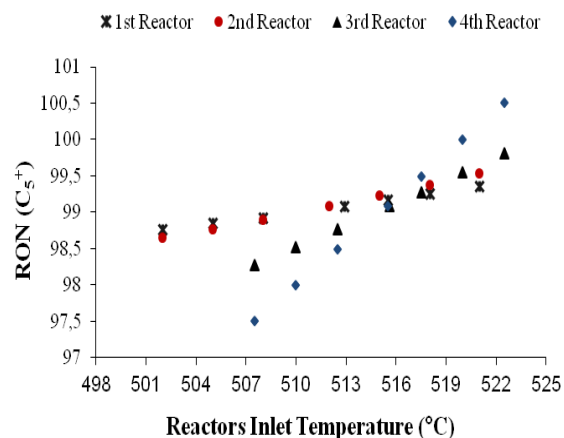 1st Reactor 2nd Reactor 3rd Reactor 4th Reactor
101
100,5
100
99,5
99
98,5
98
97,5
97
RON (C₅⁺)
498 501 504 507 510 513 516 519 522 525
Reactors Inlet Temperature (°C)